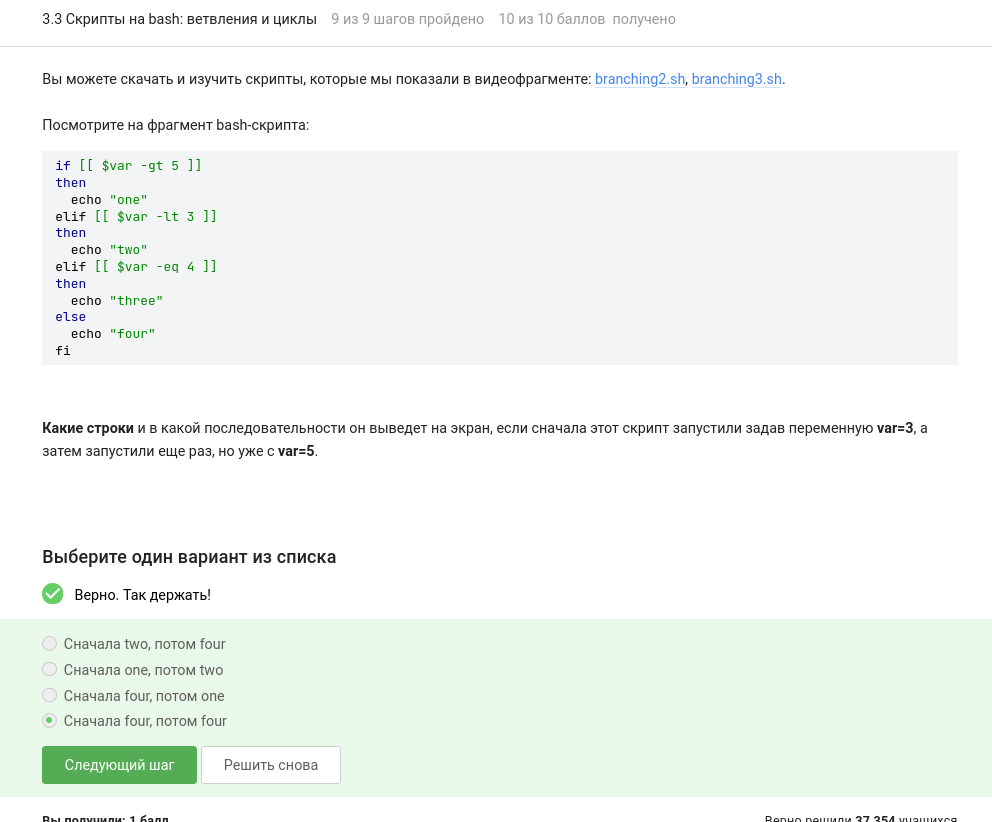 3.3 Скрипты на bash: ветвления и циклы 9 из 9 шагов пройдено 10 из 10 баллов получено
Вы можете скачать и изучить скрипты, которые мы показали в видеофрагменте: branching2.sh, branching3.sh.
Посмотрите на фрагмент bash-скрипта:
if [[ $var -gt 5 ]]
then
  echo "one"
elif [[ $var -lt 3 ]]
then
  echo "two"
elif [[ $var -eq 4 ]]
then
  echo "three"
else
  echo "four"
fi
Какие строки и в какой последовательности он выведет на экран, если сначала этот скрипт запустили задав переменную var=3, а
затем запустили еще раз, но уже с var=5.
Выберите один вариант из списка
Верно. Так держать!
Сначала two, потом four
Сначала one, потом two
Сначала four, потом one
Сначала four, потом four
Следующий шаг Решить снова
Вы получили: 1 балл Верно решили 37 354 учащихся